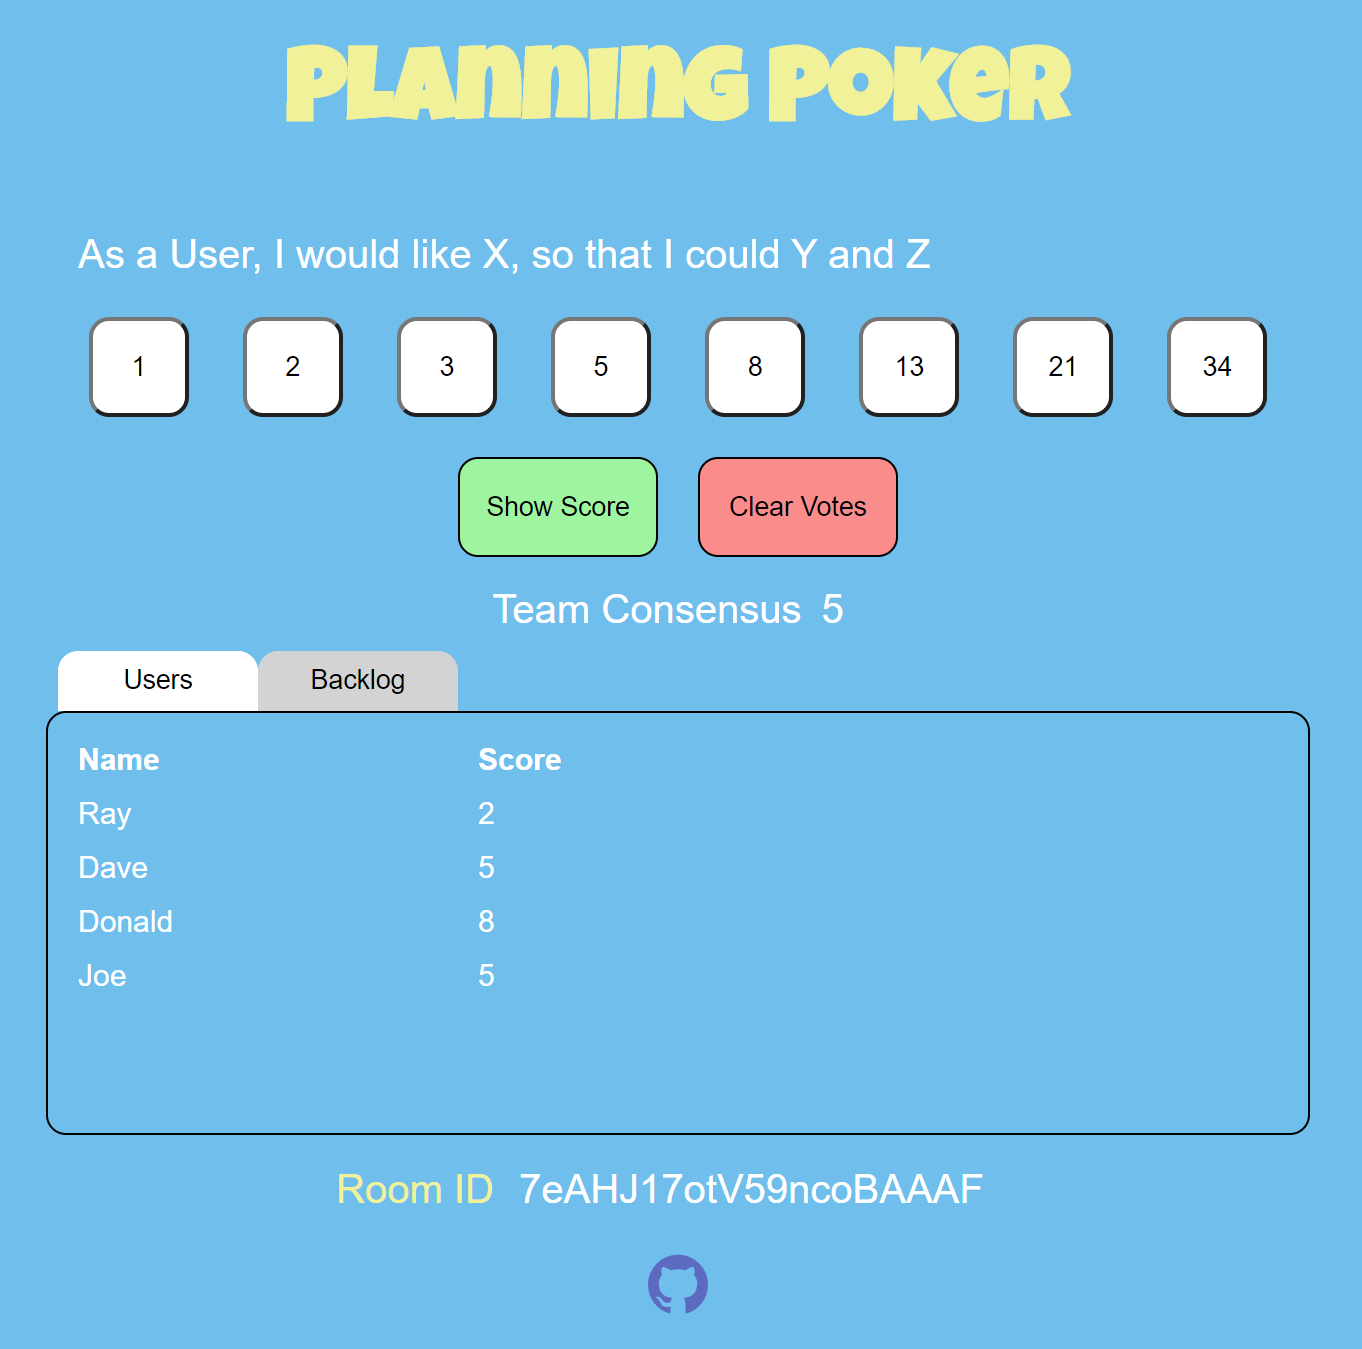 PLANNING POKER
As a User, I would like X, so that I could Y and Z
1 2 3 5 8 13 21 34
Show Score Clear Votes
Team Consensus 5
Users Backlog
Name Score
Ray 2
Dave 5
Donald 8
Joe 5
Room ID 7eAHJ17otV59ncoBAAAF